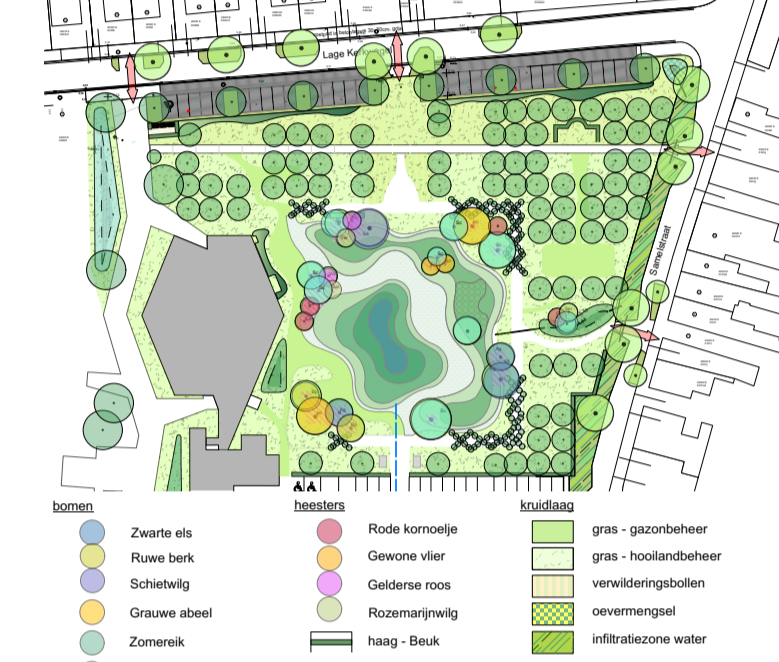 Lage Kerkweg
Samelstraat
bomen
Zwarte els
Ruwe berk
Schietwilg
Grauwe abeel
Zomereik
heesters
Rode kornoelje
Gewone vlier
Gelderse roos
Rozemarijnwilg
haag - Beuk
kruidlaag
gras - gazonbeheer
gras - hooilandbeheer
verwilderingsbollen
oevermengsel
infiltratiezone water